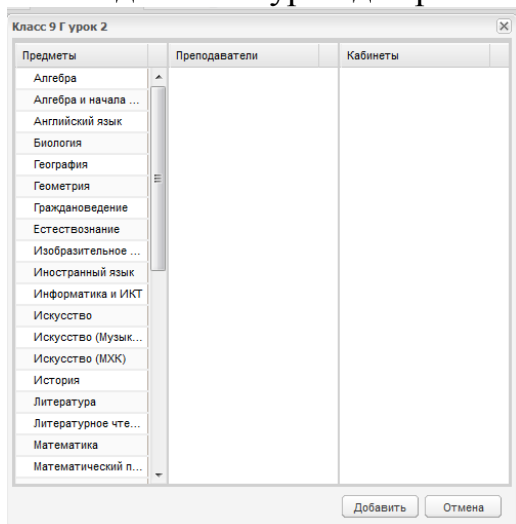 Класс 9 Г урок 2
Предметы Преподаватели Кабинеты
Алгебра
Алгебра и начала ...
Английский язык
Биология
География
Геометрия
Граждановедение
Естествознание
Изобразительное ...
Иностранный язык
Информатика и ИКТ
Искусство
Искусство (Музык...
Искусство (МХК)
История
Литература
Литературное чте...
Математика
Математический п...
Добавить Отмена